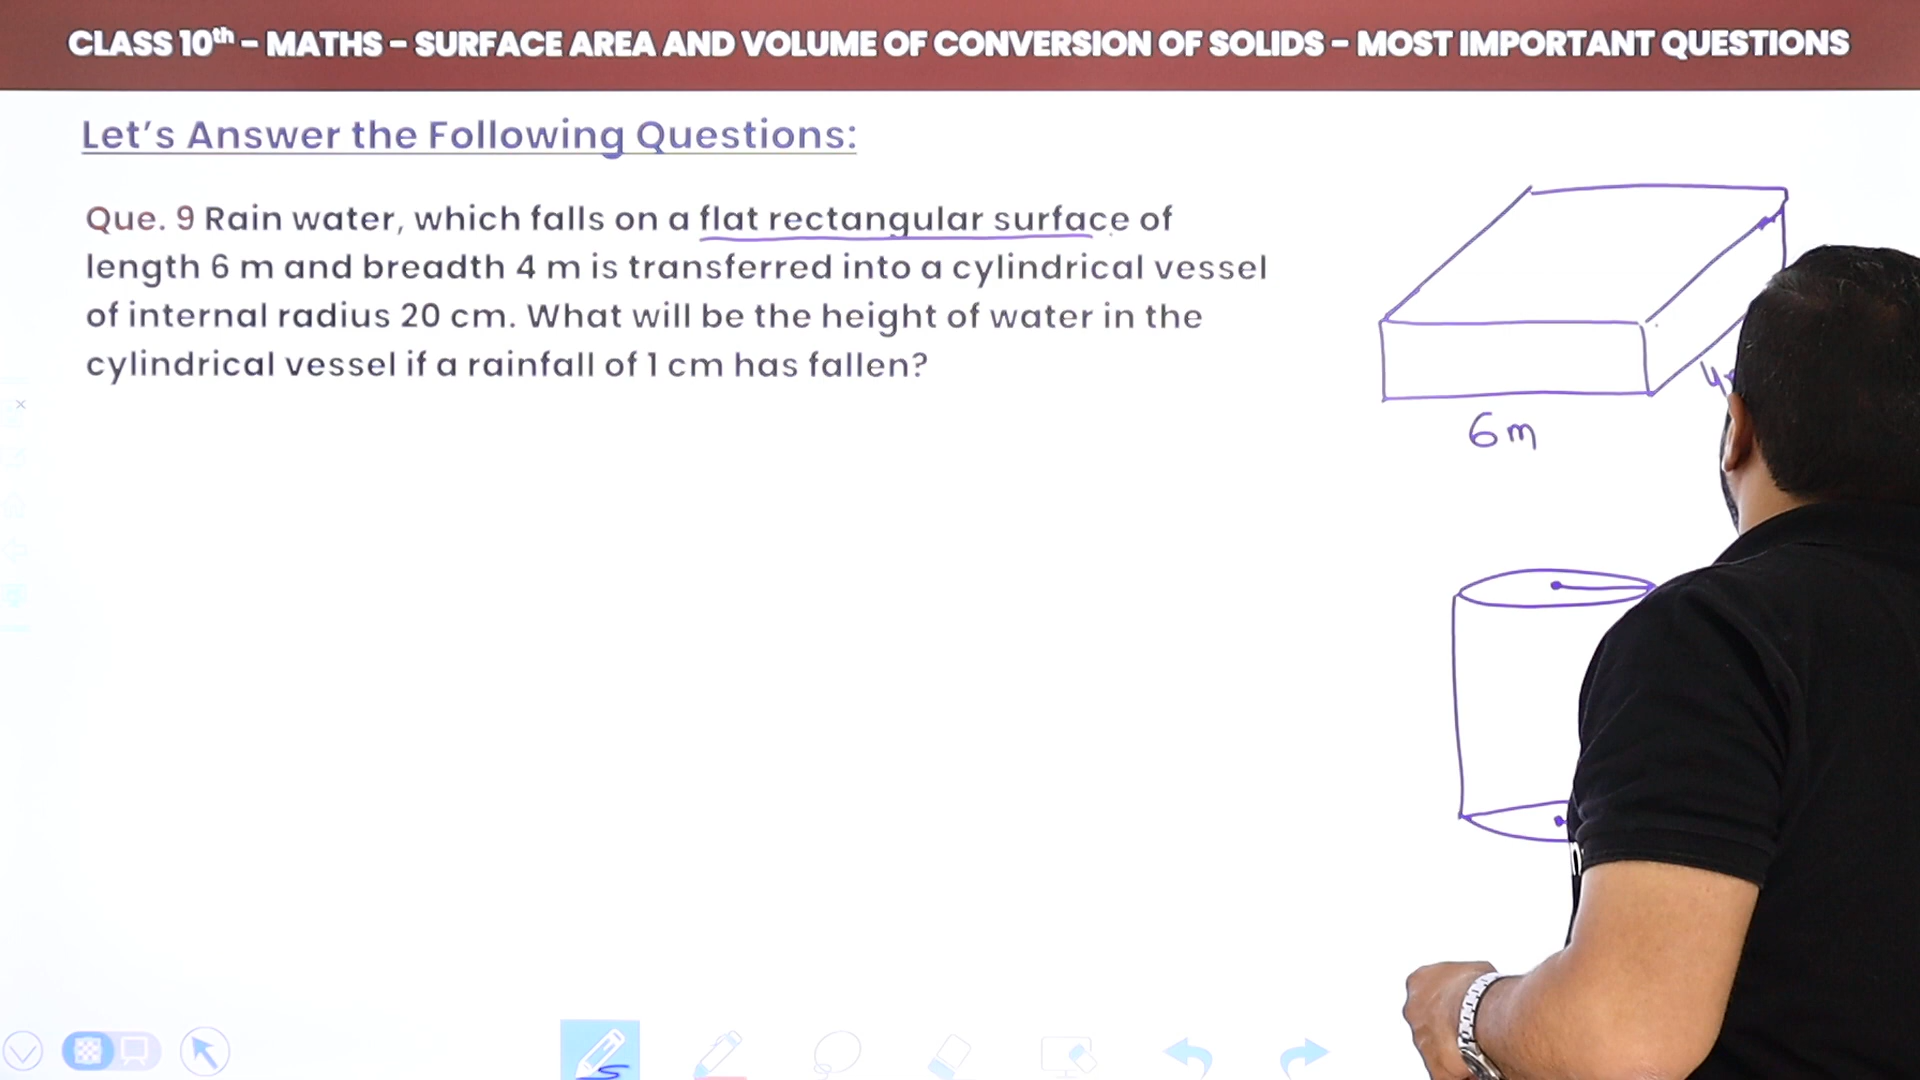 CLASS 10th – MATHS – SURFACE AREA AND VOLUME OF CONVERSION OF SOLIDS – MOST IMPORTANT QUESTIONS
Let’s Answer the Following Questions:
Que. 9 Rain water, which falls on a flat rectangular surface of
length 6 m and breadth 4 m is transferred into a cylindrical vessel
of internal radius 20 cm. What will be the height of water in the
cylindrical vessel if a rainfall of 1 cm has fallen?
6 m